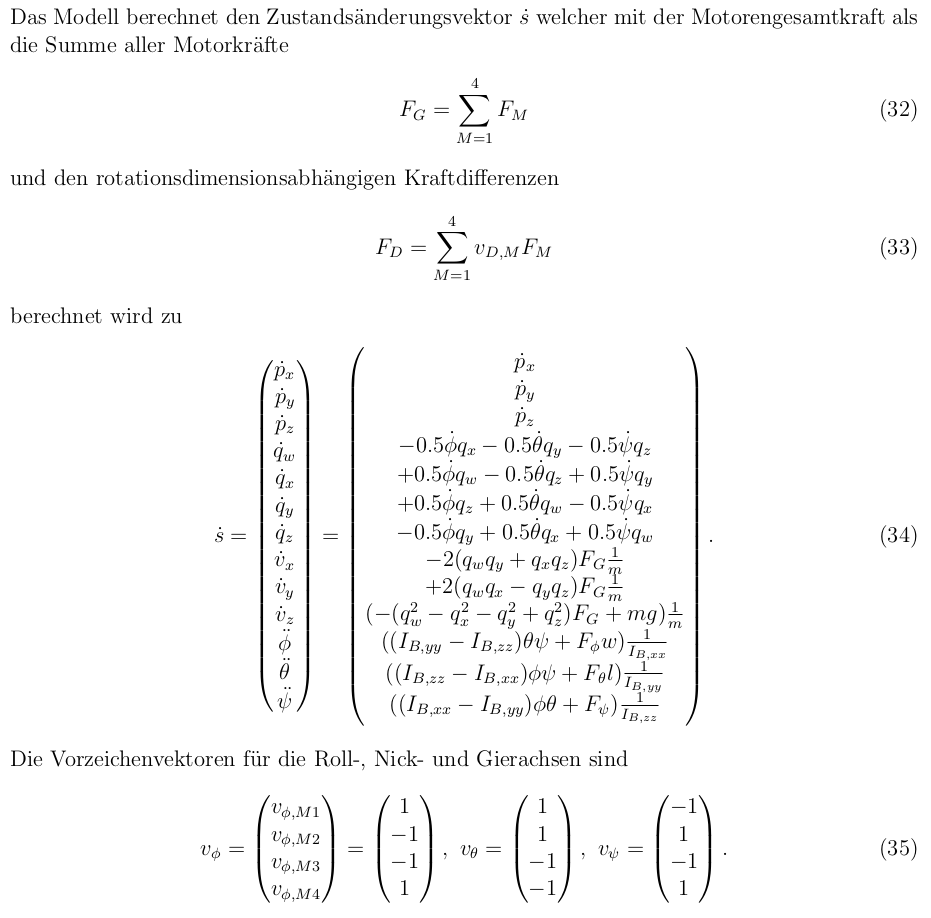 Das Modell berechnet den Zustandsänderungsvektor ṡ welcher mit der Motorengesamtkraft als
die Summe aller Motorkräfte
F_G = \sum_{M=1}^{4} F_M (32)
und den rotationsdimensionsabhängigen Kraftdifferenzen
F_D = \sum_{M=1}^{4} v_{D,M} F_M (33)
berechnet wird zu
\dot{s} = \begin{pmatrix} \dot{p}_x \\ \dot{p}_y \\ \dot{p}_z \\ \dot{q}_w \\ \dot{q}_x \\ \dot{q}_y \\ \dot{q}_z \\ \dot{v}_x \\ \dot{v}_y \\ \dot{v}_z \\ \ddot{\phi} \\ \ddot{\theta} \\ \ddot{\psi} \end{pmatrix} = \begin{pmatrix} \dot{p}_x \\ \dot{p}_y \\ \dot{p}_z \\ -0.5\dot{\phi}q_x - 0.5\dot{\theta}q_y - 0.5\dot{\psi}q_z \\ +0.5\dot{\phi}q_w - 0.5\dot{\theta}q_z + 0.5\dot{\psi}q_y \\ +0.5\dot{\phi}q_z + 0.5\dot{\theta}q_w - 0.5\dot{\psi}q_x \\ -0.5\dot{\phi}q_y + 0.5\dot{\theta}q_x + 0.5\dot{\psi}q_w \\ -2(q_w q_y + q_x q_z)F_G \frac{1}{m} \\ +2(q_w q_x - q_y q_z)F_G \frac{1}{m} \\ (-(q_w^2 - q_x^2 - q_y^2 + q_z^2)F_G + mg)\frac{1}{m} \\ ((I_{B,yy} - I_{B,zz})\theta\psi + F_\phi w)\frac{1}{I_{B,xx}} \\ ((I_{B,zz} - I_{B,xx})\phi\psi + F_\theta l)\frac{1}{I_{B,yy}} \\ ((I_{B,xx} - I_{B,yy})\phi\theta + F_\psi)\frac{1}{I_{B,zz}} \end{pmatrix}. (34)
Die Vorzeichenvektoren für die Roll-, Nick- und Gierachsen sind
v_\phi = \begin{pmatrix} v_{\phi,M1} \\ v_{\phi,M2} \\ v_{\phi,M3} \\ v_{\phi,M4} \end{pmatrix} = \begin{pmatrix} 1 \\ -1 \\ -1 \\ 1 \end{pmatrix}, v_\theta = \begin{pmatrix} 1 \\ 1 \\ -1 \\ -1 \end{pmatrix}, v_\psi = \begin{pmatrix} -1 \\ 1 \\ -1 \\ 1 \end{pmatrix}. (35)